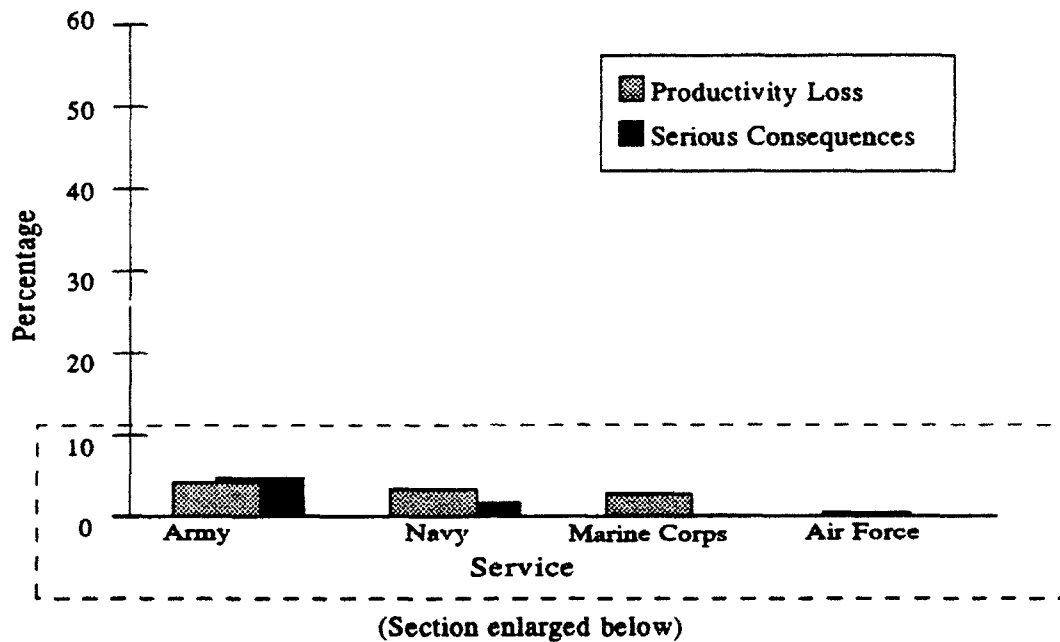 60
50
40
30
20
10
0
Percentage
Productivity Loss
Serious Consequences
Army Navy Marine Corps Air Force
Service
(Section enlarged below)